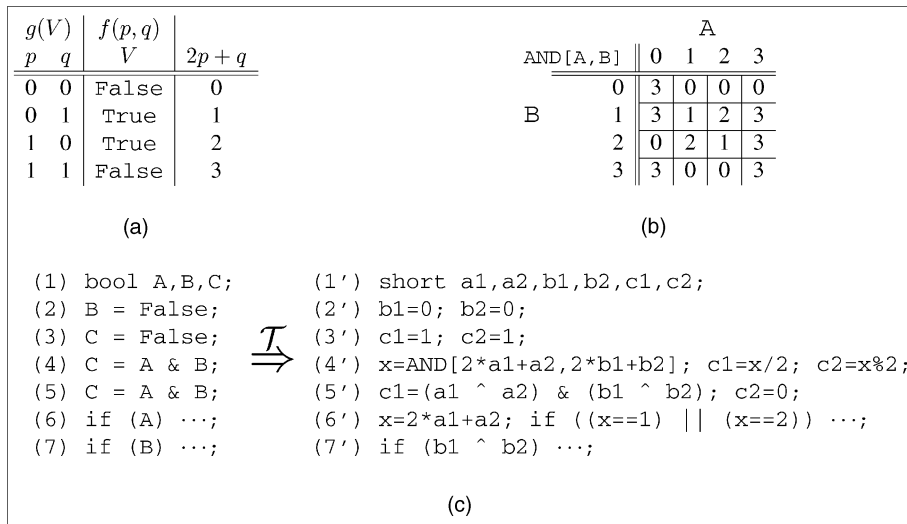 g(V) f(p, q)
p q V 2p + q
0 0 False 0
0 1 True 1
1 0 True 2
1 1 False 3
(a)
A
AND[A,B] 0 1 2 3
0 3 0 0 0
B 1 3 1 2 3
2 0 2 1 3
3 3 0 0 3
(b)
(1) bool A,B,C; (1') short a1,a2,b1,b2,c1,c2;
(2) B = False; (2') b1=0; b2=0;
(3) C = False; (3') c1=1; c2=1;
(4) C = A & B; (4') x=AND[2*a1+a2,2*b1+b2]; c1=x/2; c2=x%2;
(5) C = A & B; (5') c1=(a1 ^ a2) & (b1 ^ b2); c2=0;
(6) if (A) ···; (6') x=2*a1+a2; if ((x==1) || (x==2)) ···;
(7) if (B) ···; (7') if (b1 ^ b2) ···;
𝒯
⇒
(c)